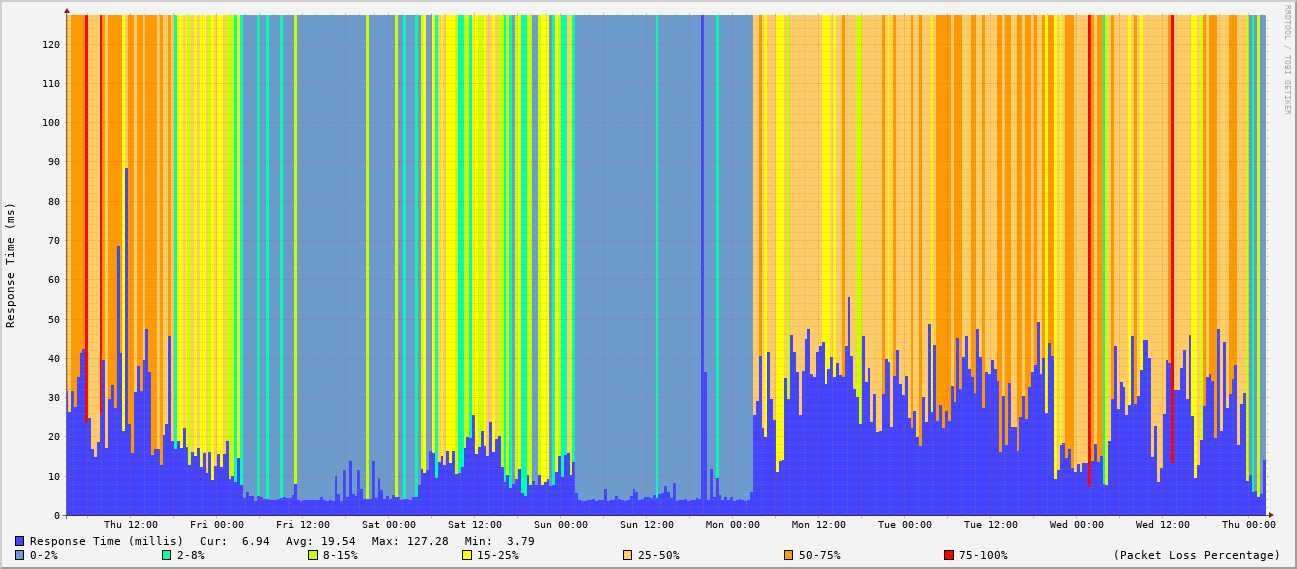 RRDTOOL / TOBI OETIKER
Response Time (ms)
120
110
100
90
80
70
60
50
40
30
20
10
0
Thu 12:00 Fri 00:00 Fri 12:00 Sat 00:00 Sat 12:00 Sun 00:00 Sun 12:00 Mon 00:00 Mon 12:00 Tue 00:00 Tue 12:00 Wed 00:00 Wed 12:00 Thu 00:00
Response Time (millis) Cur: 6.94 Avg: 19.54 Max: 127.28 Min: 3.79
0-2% 2-8% 8-15% 15-25% 25-50% 50-75% 75-100% (Packet Loss Percentage)